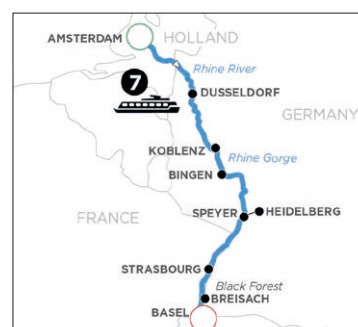 HOLLAND
AMSTERDAM
Rhine River
7
DUSSELDORF
GERMANY
KOBLENZ
Rhine Gorge
BINGEN
FRANCE
SPEYER
HEIDELBERG
STRASBOURG
Black Forest
BREISACH
BASEL